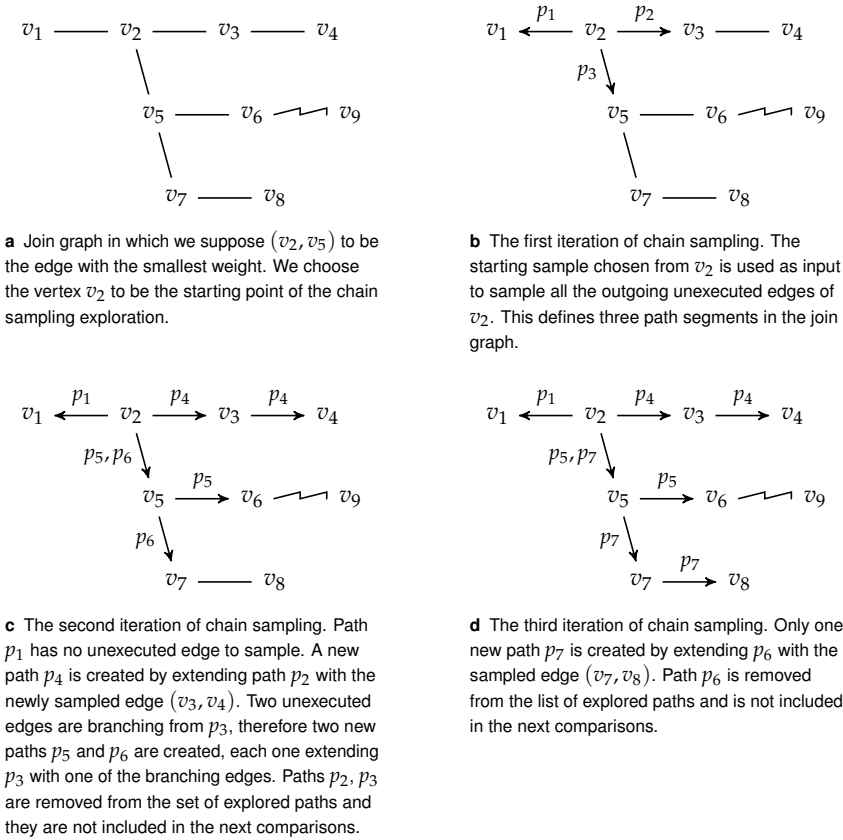 v1 v2 v3 v4
v5 v6 v9
v7 v8
a Join graph in which we suppose (v2, v5) to be
the edge with the smallest weight. We choose
the vertex v2 to be the starting point of the chain
sampling exploration.
p1 p2
v1 v2 v3 v4
p3
v5 v6 v9
v7 v8
b The first iteration of chain sampling. The
starting sample chosen from v2 is used as input
to sample all the outgoing unexecuted edges of
v2. This defines three path segments in the join
graph.
p1 p4 p4
v1 v2 v3 v4
p5, p6
p5
v5 v6 v9
p6
v7 v8
c The second iteration of chain sampling. Path
p1 has no unexecuted edge to sample. A new
path p4 is created by extending path p2 with the
newly sampled edge (v3, v4). Two unexecuted
edges are branching from p3, therefore two new
paths p5 and p6 are created, each one extending
p3 with one of the branching edges. Paths p2, p3
are removed from the set of explored paths and
they are not included in the next comparisons.
p1 p4 p4
v1 v2 v3 v4
p5, p7
p5
v5 v6 v9
p7
p7
v7 v8
d The third iteration of chain sampling. Only one
new path p7 is created by extending p6 with the
sampled edge (v7, v8). Path p6 is removed
from the list of explored paths and is not included
in the next comparisons.